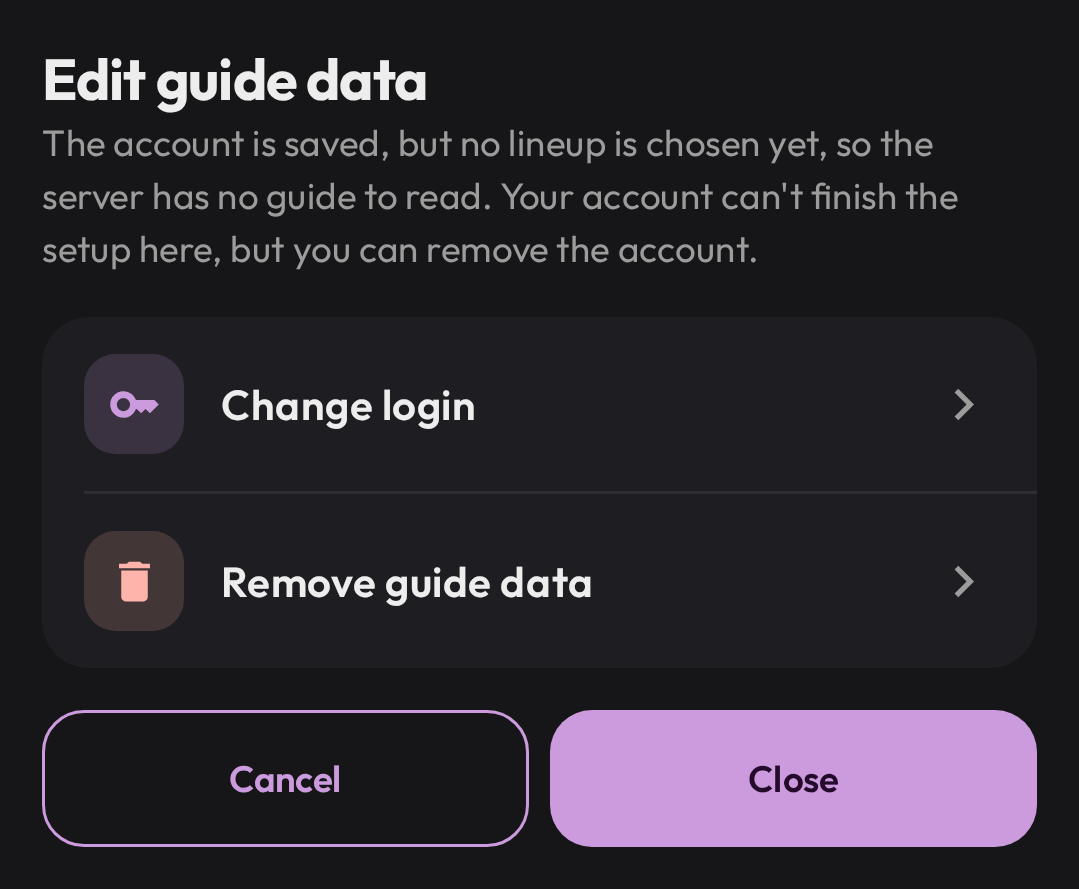 Edit guide data
The account is saved, but no lineup is chosen yet, so the
server has no guide to read. Your account can't finish the
setup here, but you can remove the account.
Change login
Remove guide data
Cancel
Close